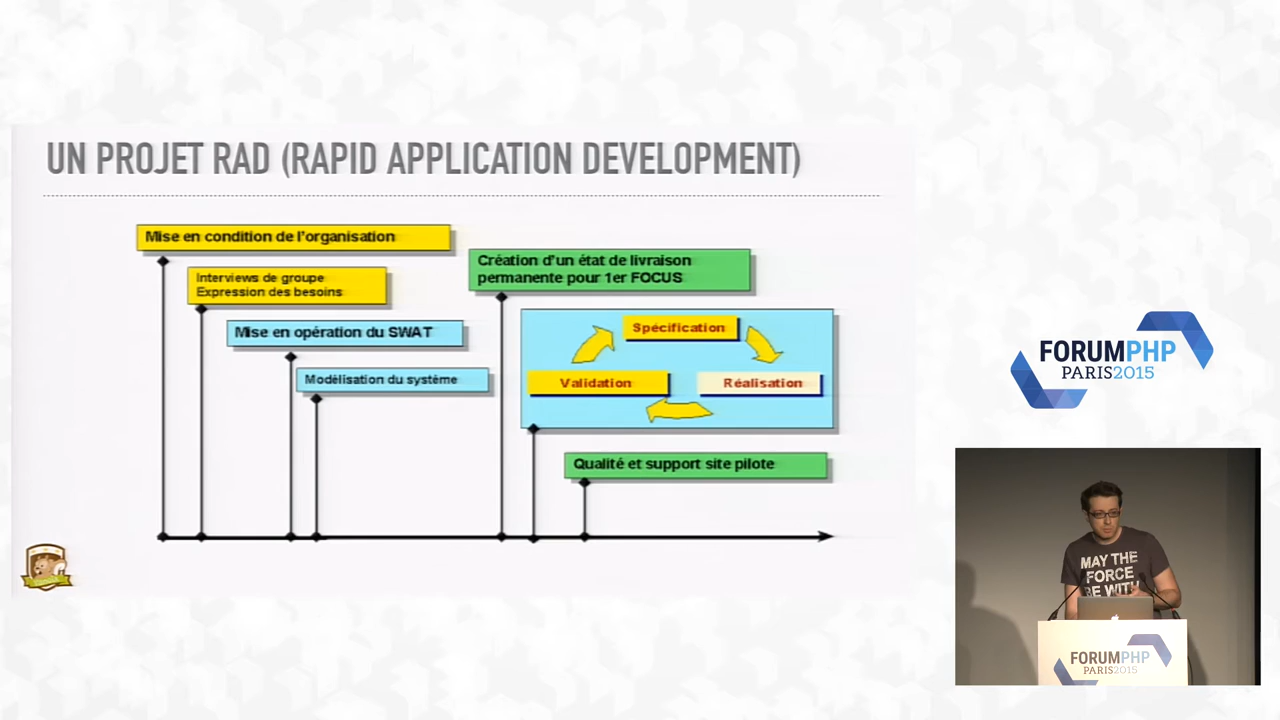 UN PROJET RAD (RAPID APPLICATION DEVELOPMENT)
Mise en condition de l'organisation
Interviews de groupe
Expression des besoins
Mise en opération du SWAT
Modélisation du système
Création d'un état de livraison
permanente pour 1er FOCUS
Spécification
Validation
Réalisation
Qualité et support site pilote
FORUMPHP
PARIS2015
MAY THE
FORCE
BE WITH
FORUMPHP
PARIS2015